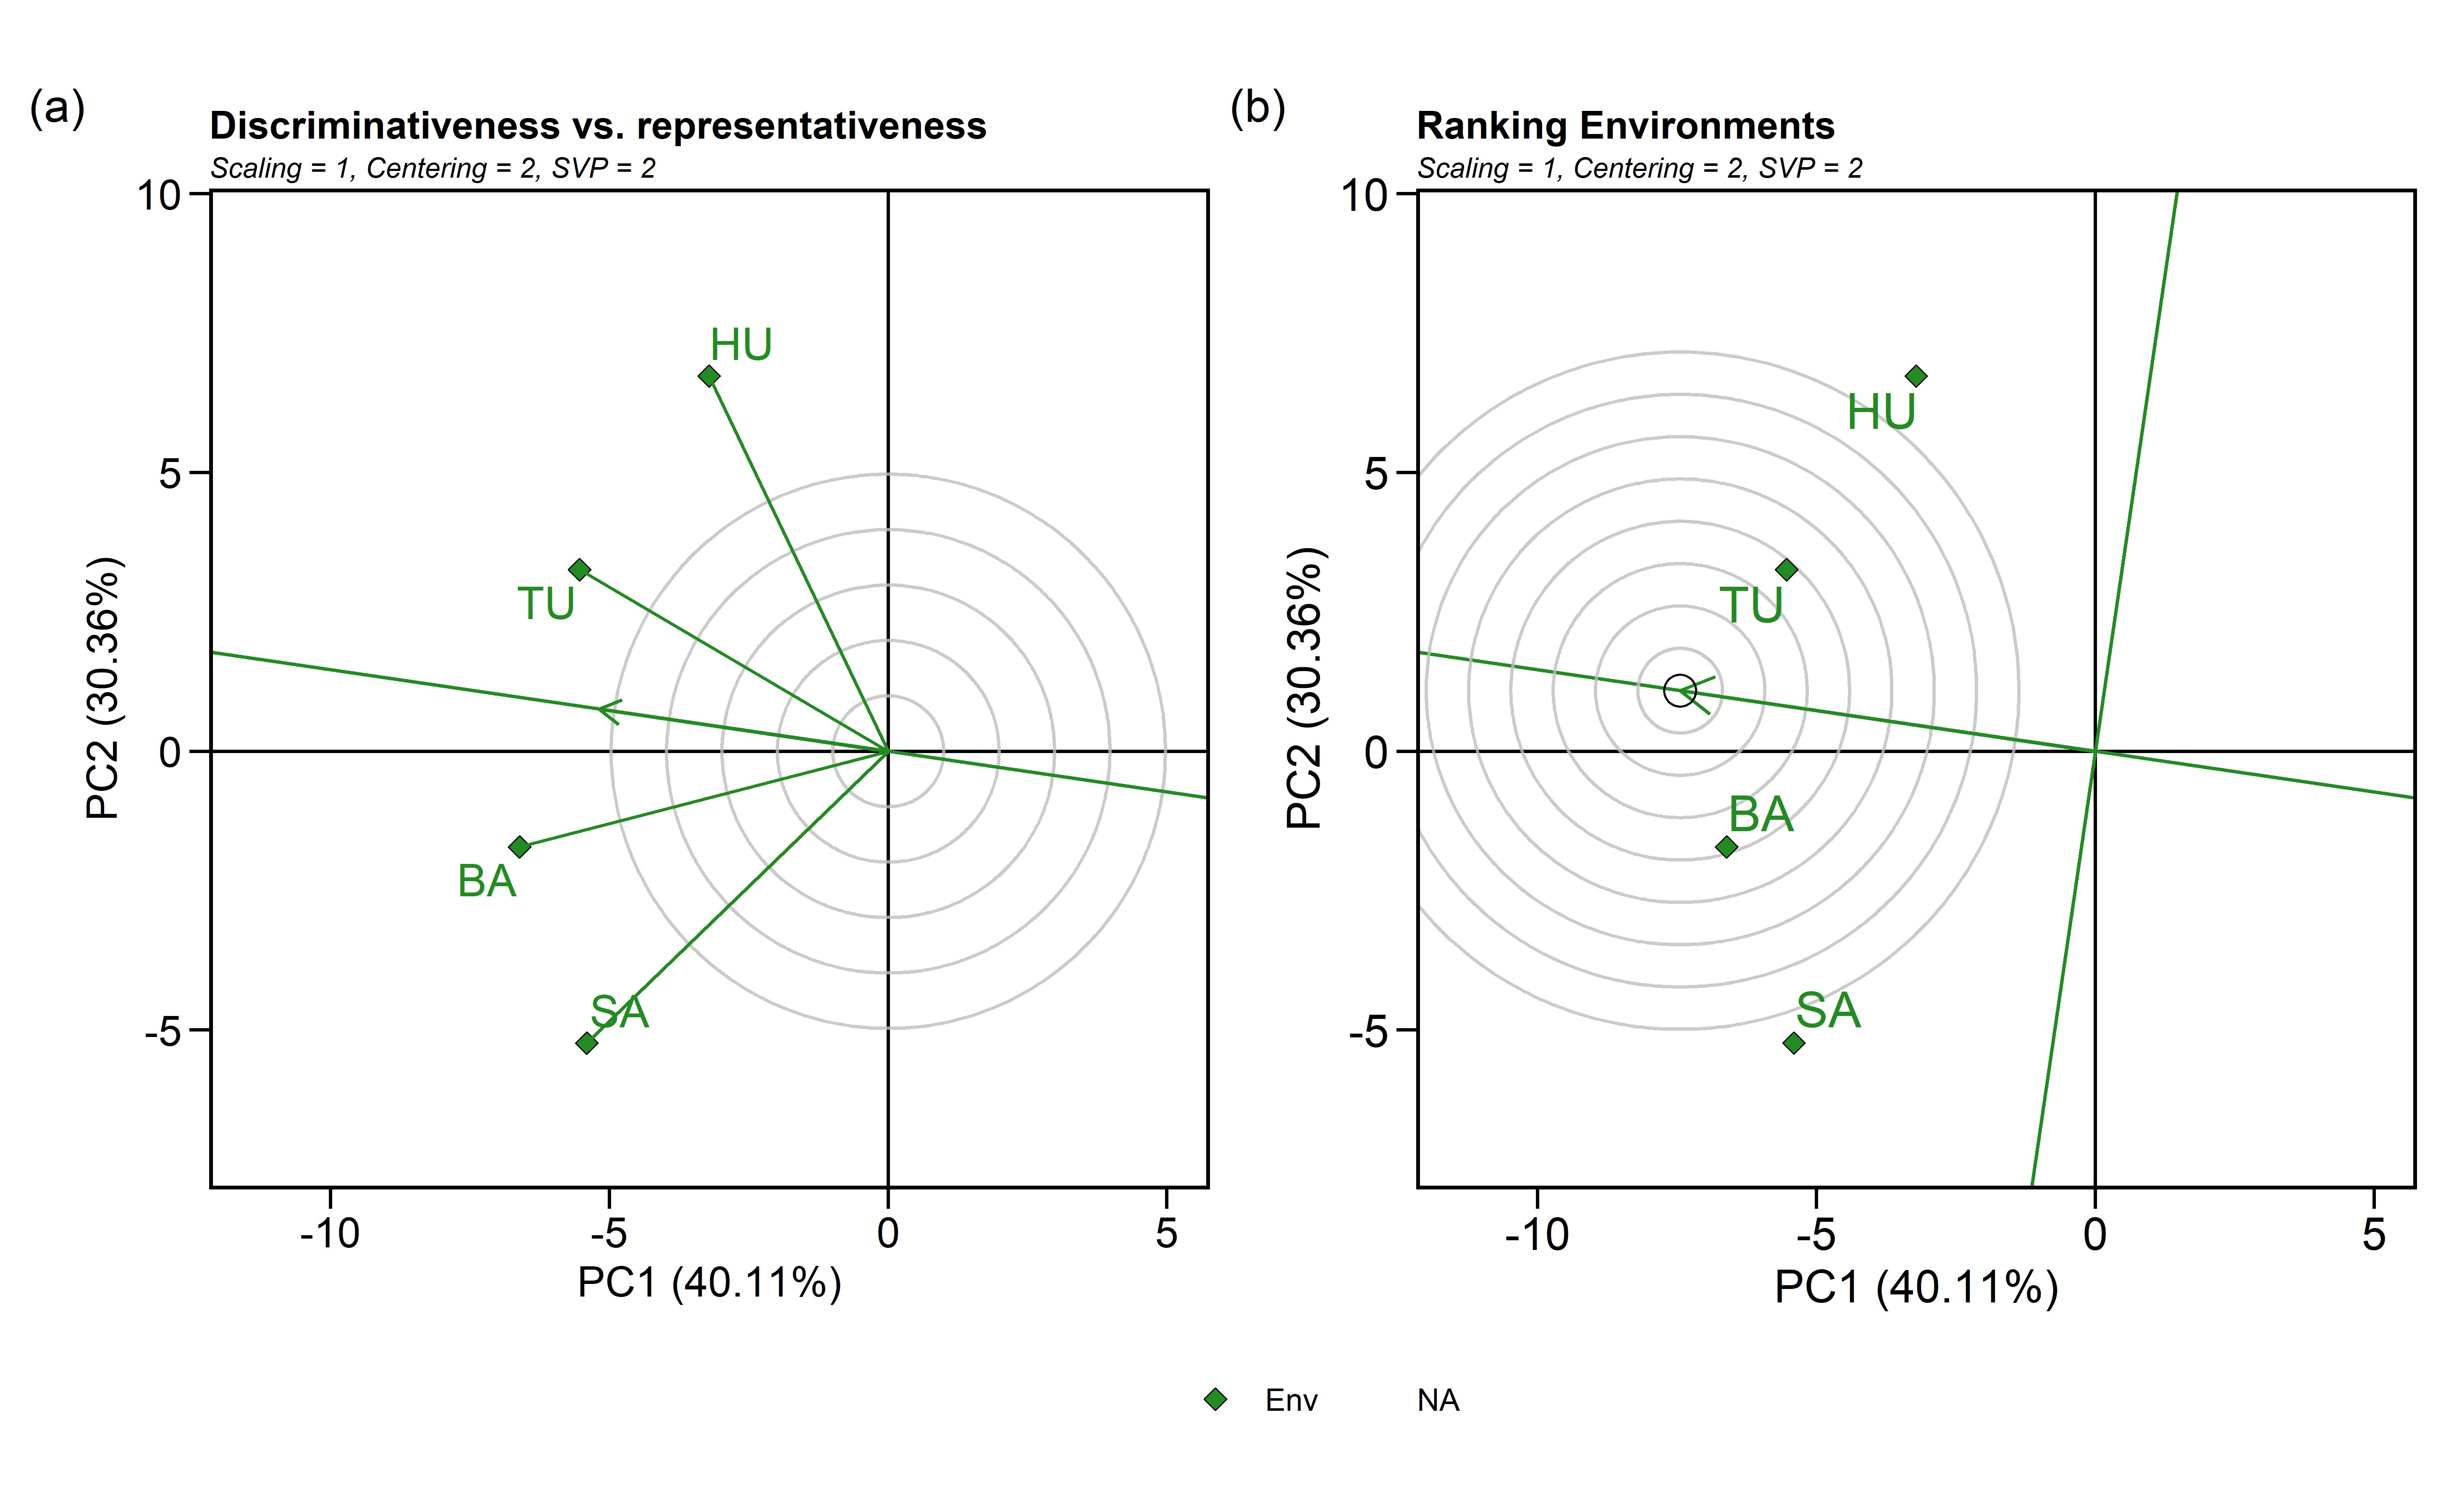 (a)
Discriminativeness vs. representativeness
Scaling = 1, Centering = 2, SVP = 2
10
5
0
-5
PC2 (30.36%)
HU
TU
BA
SA
-10
-5
0
5
PC1 (40.11%)
(b)
Ranking Environments
Scaling = 1, Centering = 2, SVP = 2
10
5
0
-5
PC2 (30.36%)
HU
TU
BA
SA
-10
-5
0
5
PC1 (40.11%)
Env
NA